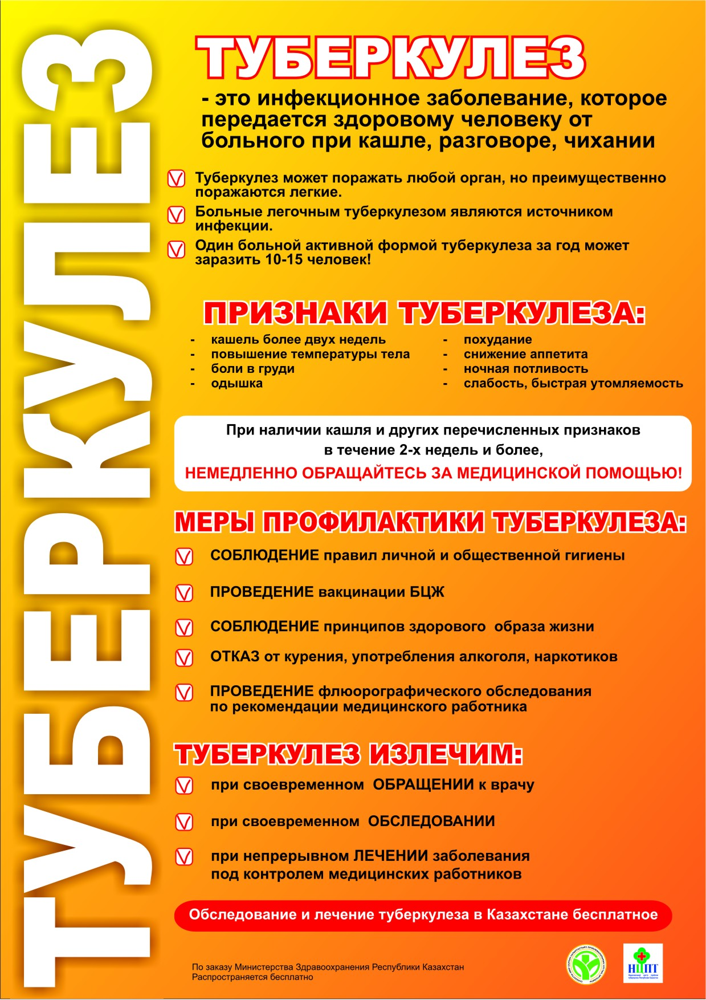 ТУБЕРКУЛЕЗ
ТУБЕРКУЛЕЗ
- это инфекционное заболевание, которое
передается здоровому человеку от
больного при кашле, разговоре, чихании
Туберкулез может поражать любой орган, но преимущественно
поражаются легкие.
Больные легочным туберкулезом являются источником
инфекции.
Один больной активной формой туберкулеза за год может
заразить 10-15 человек!
ПРИЗНАКИ ТУБЕРКУЛЕЗА:
- кашель более двух недель
- повышение температуры тела
- боли в груди
- одышка
- похудание
- снижение аппетита
- ночная потливость
- слабость, быстрая утомляемость
При наличии кашля и других перечисленных признаков
в течение 2-х недель и более,
НЕМЕДЛЕННО ОБРАЩАЙТЕСЬ ЗА МЕДИЦИНСКОЙ ПОМОЩЬЮ!
МЕРЫ ПРОФИЛАКТИКИ ТУБЕРКУЛЕЗА:
СОБЛЮДЕНИЕ правил личной и общественной гигиены
ПРОВЕДЕНИЕ вакцинации БЦЖ
СОБЛЮДЕНИЕ принципов здорового образа жизни
ОТКАЗ от курения, употребления алкоголя, наркотиков
ПРОВЕДЕНИЕ флюорографического обследования
по рекомендации медицинского работника
ТУБЕРКУЛЕЗ ИЗЛЕЧИМ:
при своевременном ОБРАЩЕНИИ к врачу
при своевременном ОБСЛЕДОВАНИИ
при непрерывном ЛЕЧЕНИИ заболевания
под контролем медицинских работников
Обследование и лечение туберкулеза в Казахстане бесплатное
По заказу Министерства Здравоохранения Республики Казахстан
Распространяется бесплатно
НЦПТ
Национальный центр проблем
туберкулеза Республики Казахстан